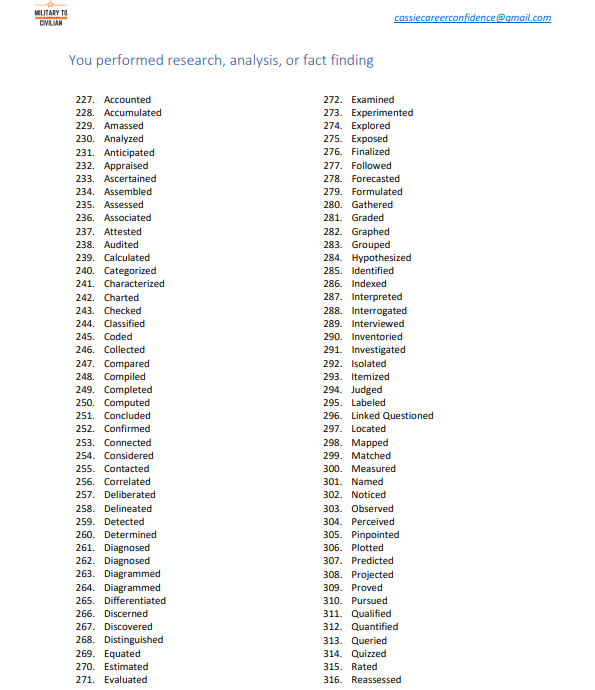 MILITARY TO
CIVILIAN
cassiecareerconfidence@gmail.com
You performed research, analysis, or fact finding
227. Accounted
228. Accumulated
229. Amassed
230. Analyzed
231. Anticipated
232. Appraised
233. Ascertained
234. Assembled
235. Assessed
236. Associated
237. Attested
238. Audited
239. Calculated
240. Categorized
241. Characterized
242. Charted
243. Checked
244. Classified
245. Coded
246. Collected
247. Compared
248. Compiled
249. Completed
250. Computed
251. Concluded
252. Confirmed
253. Connected
254. Considered
255. Contacted
256. Correlated
257. Deliberated
258. Delineated
259. Detected
260. Determined
261. Diagnosed
262. Diagnosed
263. Diagrammed
264. Diagrammed
265. Differentiated
266. Discerned
267. Discovered
268. Distinguished
269. Equated
270. Estimated
271. Evaluated
272. Examined
273. Experimented
274. Explored
275. Exposed
276. Finalized
277. Followed
278. Forecasted
279. Formulated
280. Gathered
281. Graded
282. Graphed
283. Grouped
284. Hypothesized
285. Identified
286. Indexed
287. Interpreted
288. Interrogated
289. Interviewed
290. Inventoried
291. Investigated
292. Isolated
293. Itemized
294. Judged
295. Labeled
296. Linked Questioned
297. Located
298. Mapped
299. Matched
300. Measured
301. Named
302. Noticed
303. Observed
304. Perceived
305. Pinpointed
306. Plotted
307. Predicted
308. Projected
309. Proved
310. Pursued
311. Qualified
312. Quantified
313. Queried
314. Quizzed
315. Rated
316. Reassessed